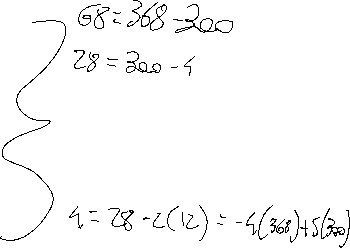 68 = 368 - 300
28 = 300 - 4
4 = 28 - 2(12) = -4(368) + 5(300)